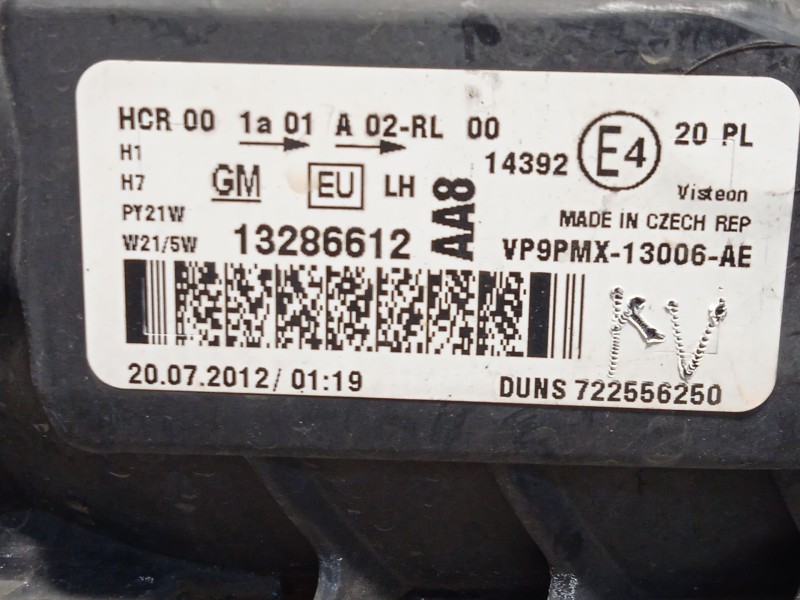 HCR 00 1a 01 A 02-RL 00
H1
H7
PY21W
W21/5W
GM EU LH
14392 E4 20 PL
Visteon
MADE IN CZECH REP
13286612 AA8 VP9PMX-13006-AE
KV
20.07.2012/ 01:19
DUNS 722556250